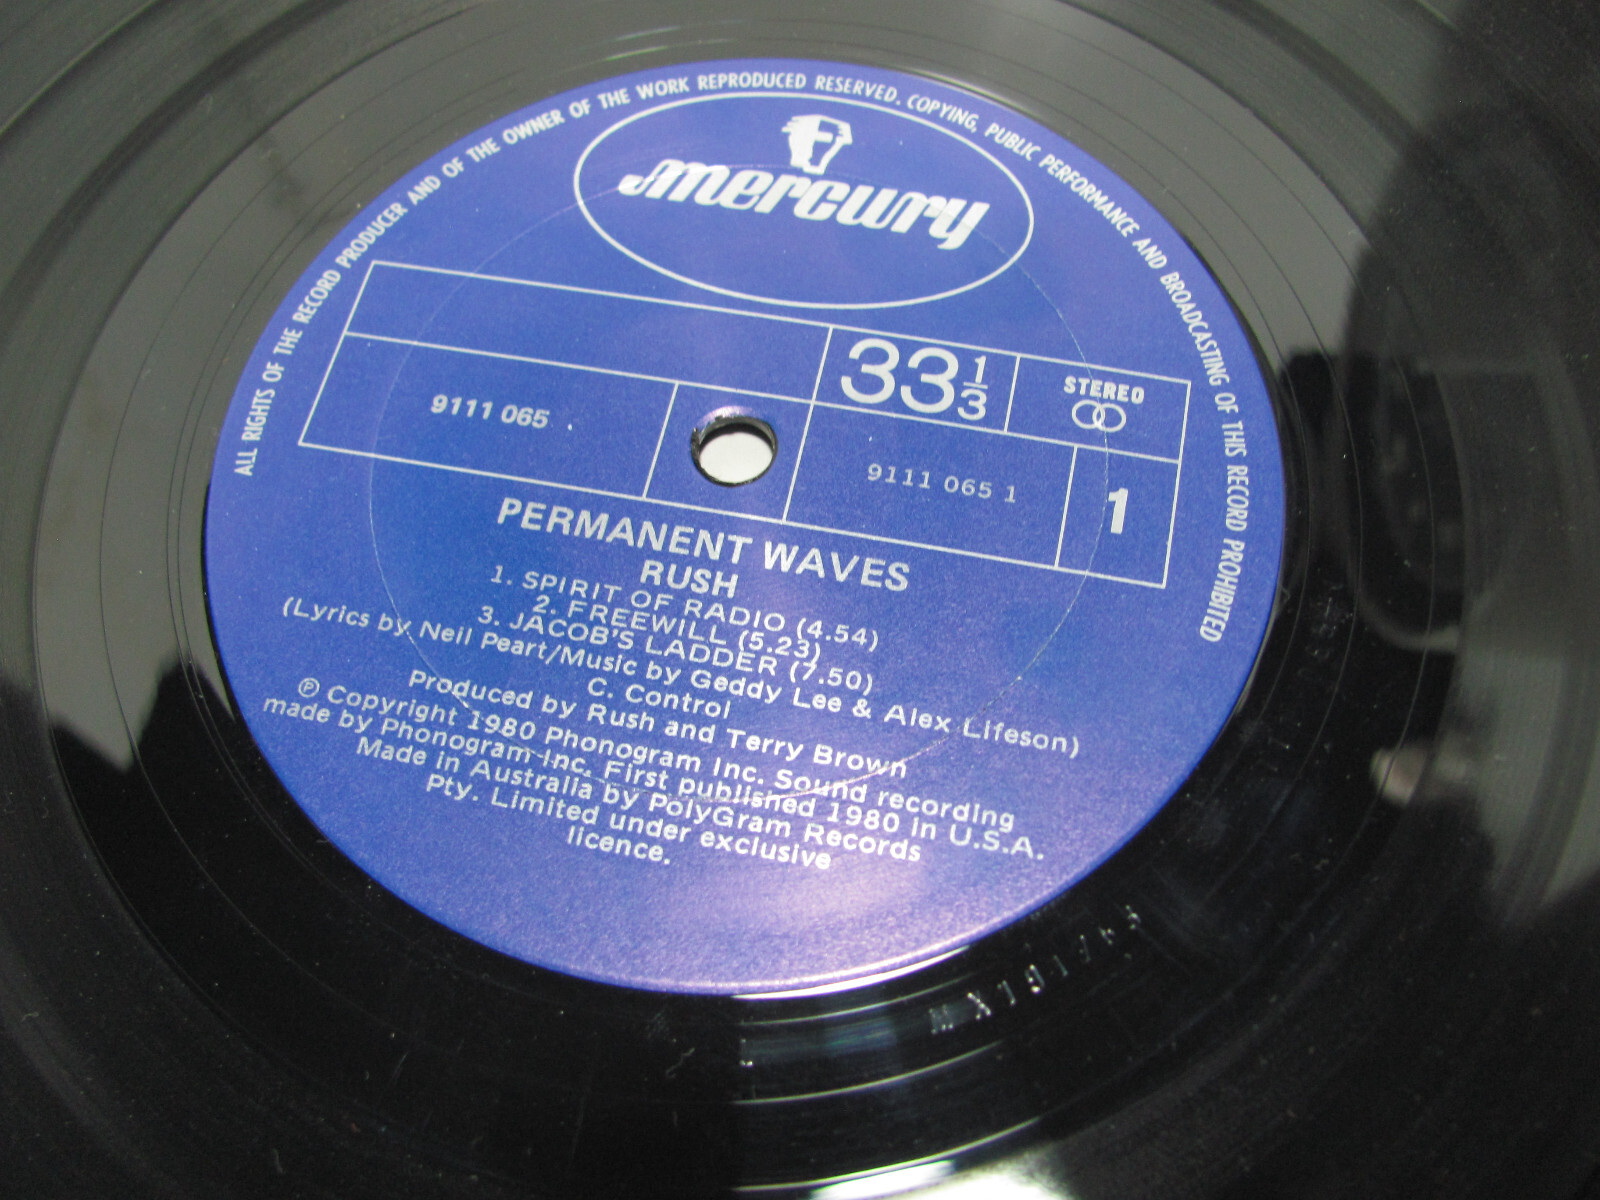 ALL RIGHTS OF THE RECORD PRODUCER AND OF THE OWNER OF THE WORK REPRODUCED RESERVED. COPYING, PUBLIC PERFORMANCE AND BROADCASTING OF THIS RECORD PROHIBITED
mercury
33 1/3
STEREO
9111 065
9111 065 1
1
PERMANENT WAVES
RUSH
1. SPIRIT OF RADIO (4.54)
2. FREEWILL (5.23)
3. JACOB'S LADDER (7.50)
(Lyrics by Neil Peart/Music by Geddy Lee & Alex Lifeson)
C. Control
Produced by Rush and Terry Brown
℗ Copyright 1980 Phonogram Inc. Sound recording
made by Phonogram Inc. First published 1980 in U.S.A.
Made in Australia by PolyGram Records
Pty. Limited under exclusive
licence.